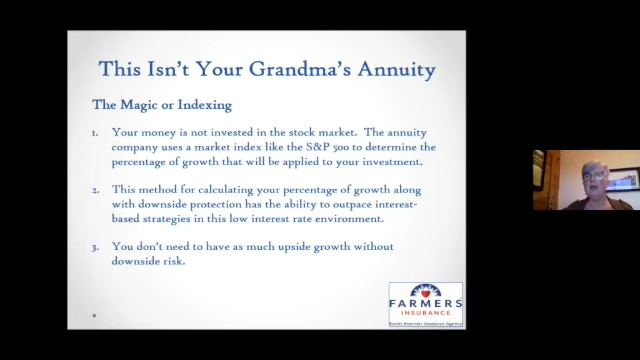 This Isn't Your Grandma's Annuity
The Magic or Indexing
1. Your money is not invested in the stock market. The annuity
company uses a market index like the S&P 500 to determine the
percentage of growth that will be applied to your investment.
2. This method for calculating your percentage of growth along
with downside protection has the ability to outpace interest-
based strategies in this low interest rate environment.
3. You don't need to have as much upside growth without
downside risk.
FARMERS
INSURANCE
Insurance Agency